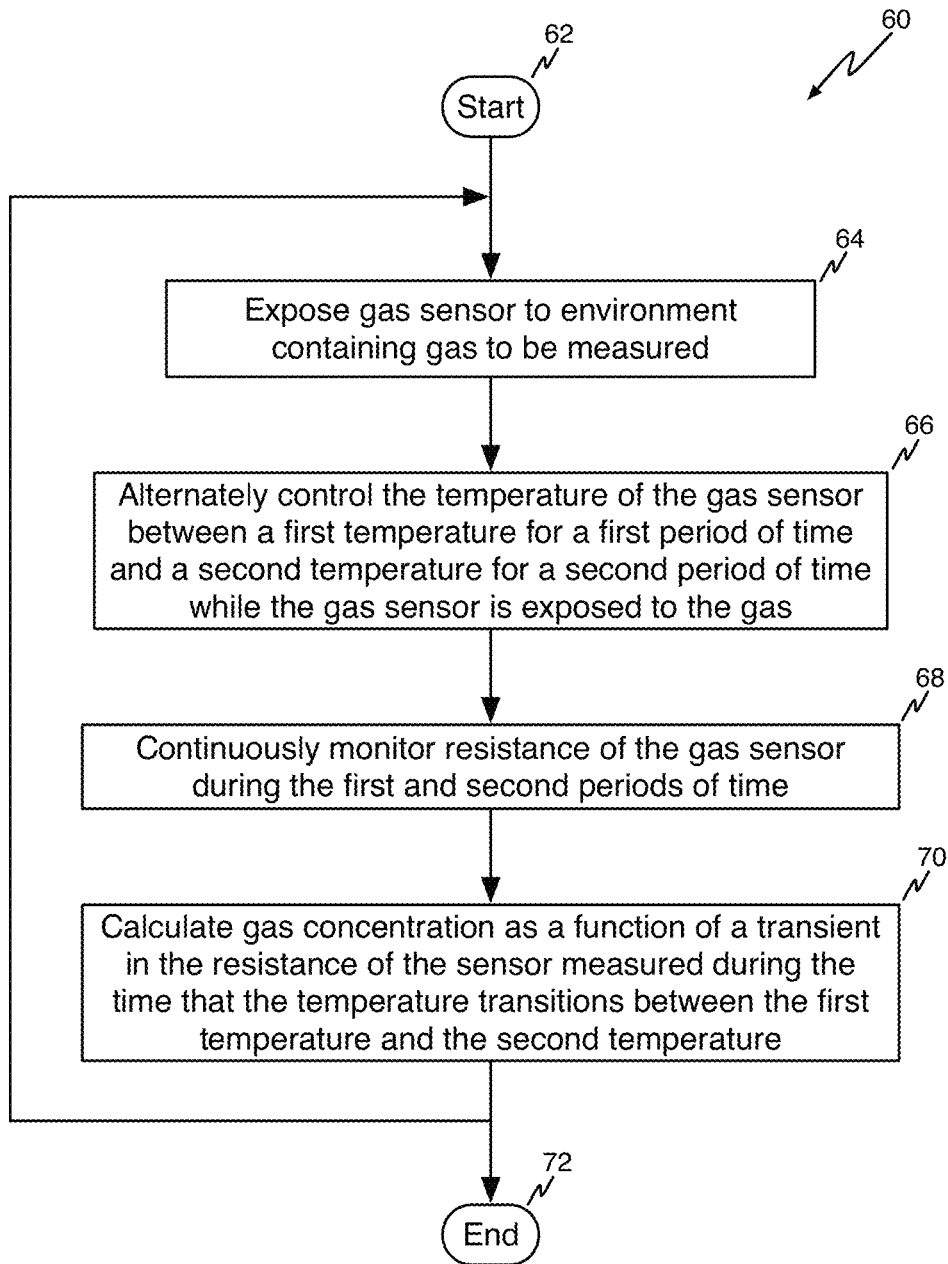 60
62
Start
64
Expose gas sensor to environment
containing gas to be measured
66
Alternately control the temperature of the gas sensor
between a first temperature for a first period of time
and a second temperature for a second period of time
while the gas sensor is exposed to the gas
68
Continuously monitor resistance of the gas sensor
during the first and second periods of time
70
Calculate gas concentration as a function of a transient
in the resistance of the sensor measured during the
time that the temperature transitions between the first
temperature and the second temperature
72
End